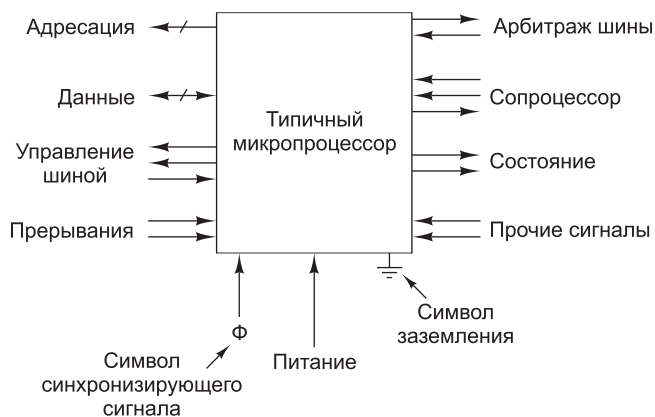 Адресация
Арбитраж шины
Данные
Сопроцессор
Типичный
микропроцессор
Управление
шиной
Состояние
Прерывания
Прочие сигналы
Символ
заземления
Φ
Питание
Символ
синхронизирующего
сигнала